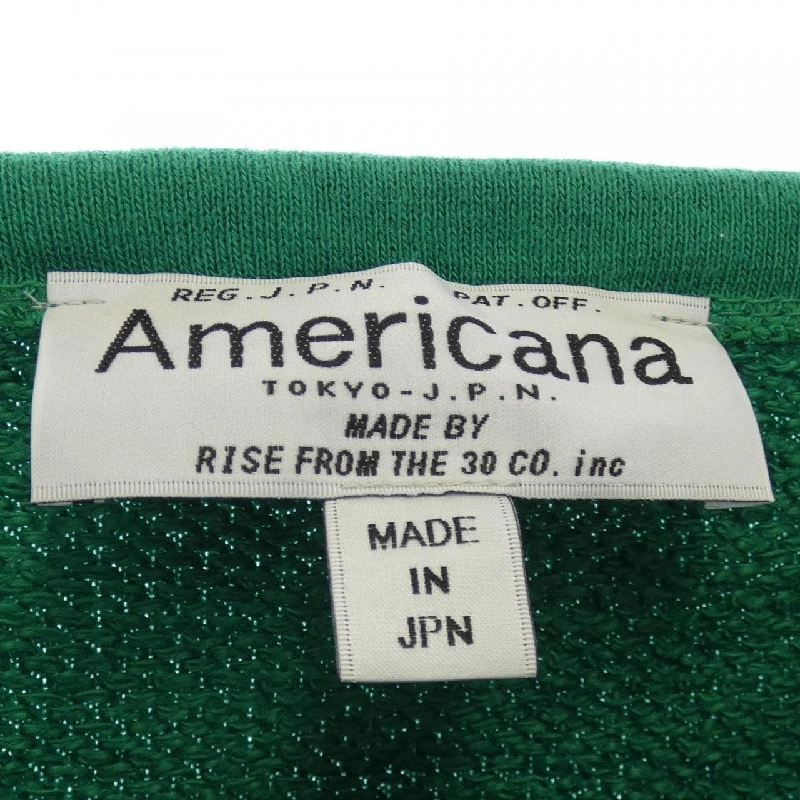 REG.J.P.N. PAT.OFF.
Americana
TOKYO-J.P.N.
MADE BY
RISE FROM THE 30 CO. inc
MADE
IN
JPN